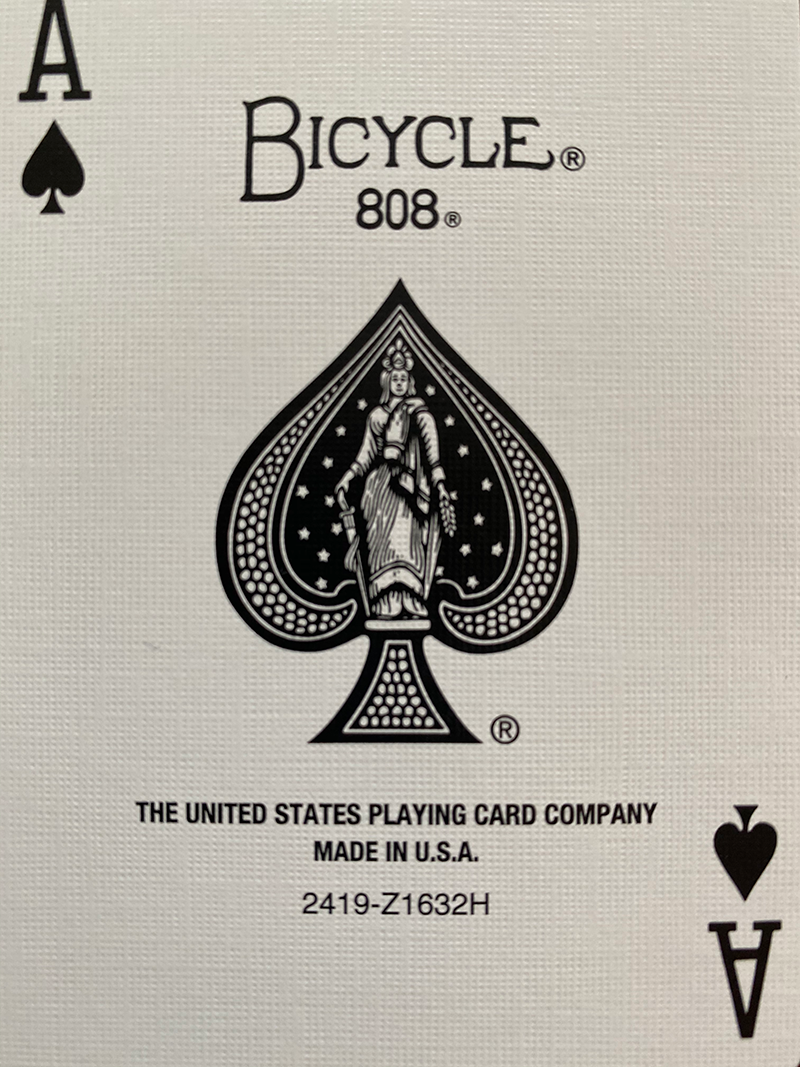 A
BICYCLE®
808®
®
THE UNITED STATES PLAYING CARD COMPANY
MADE IN U.S.A.
2419-Z1632H
A